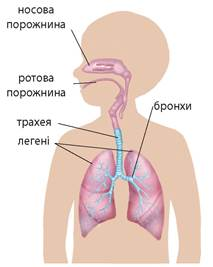 носова
порожнина
ротова
порожнина
бронхи
трахея
легені